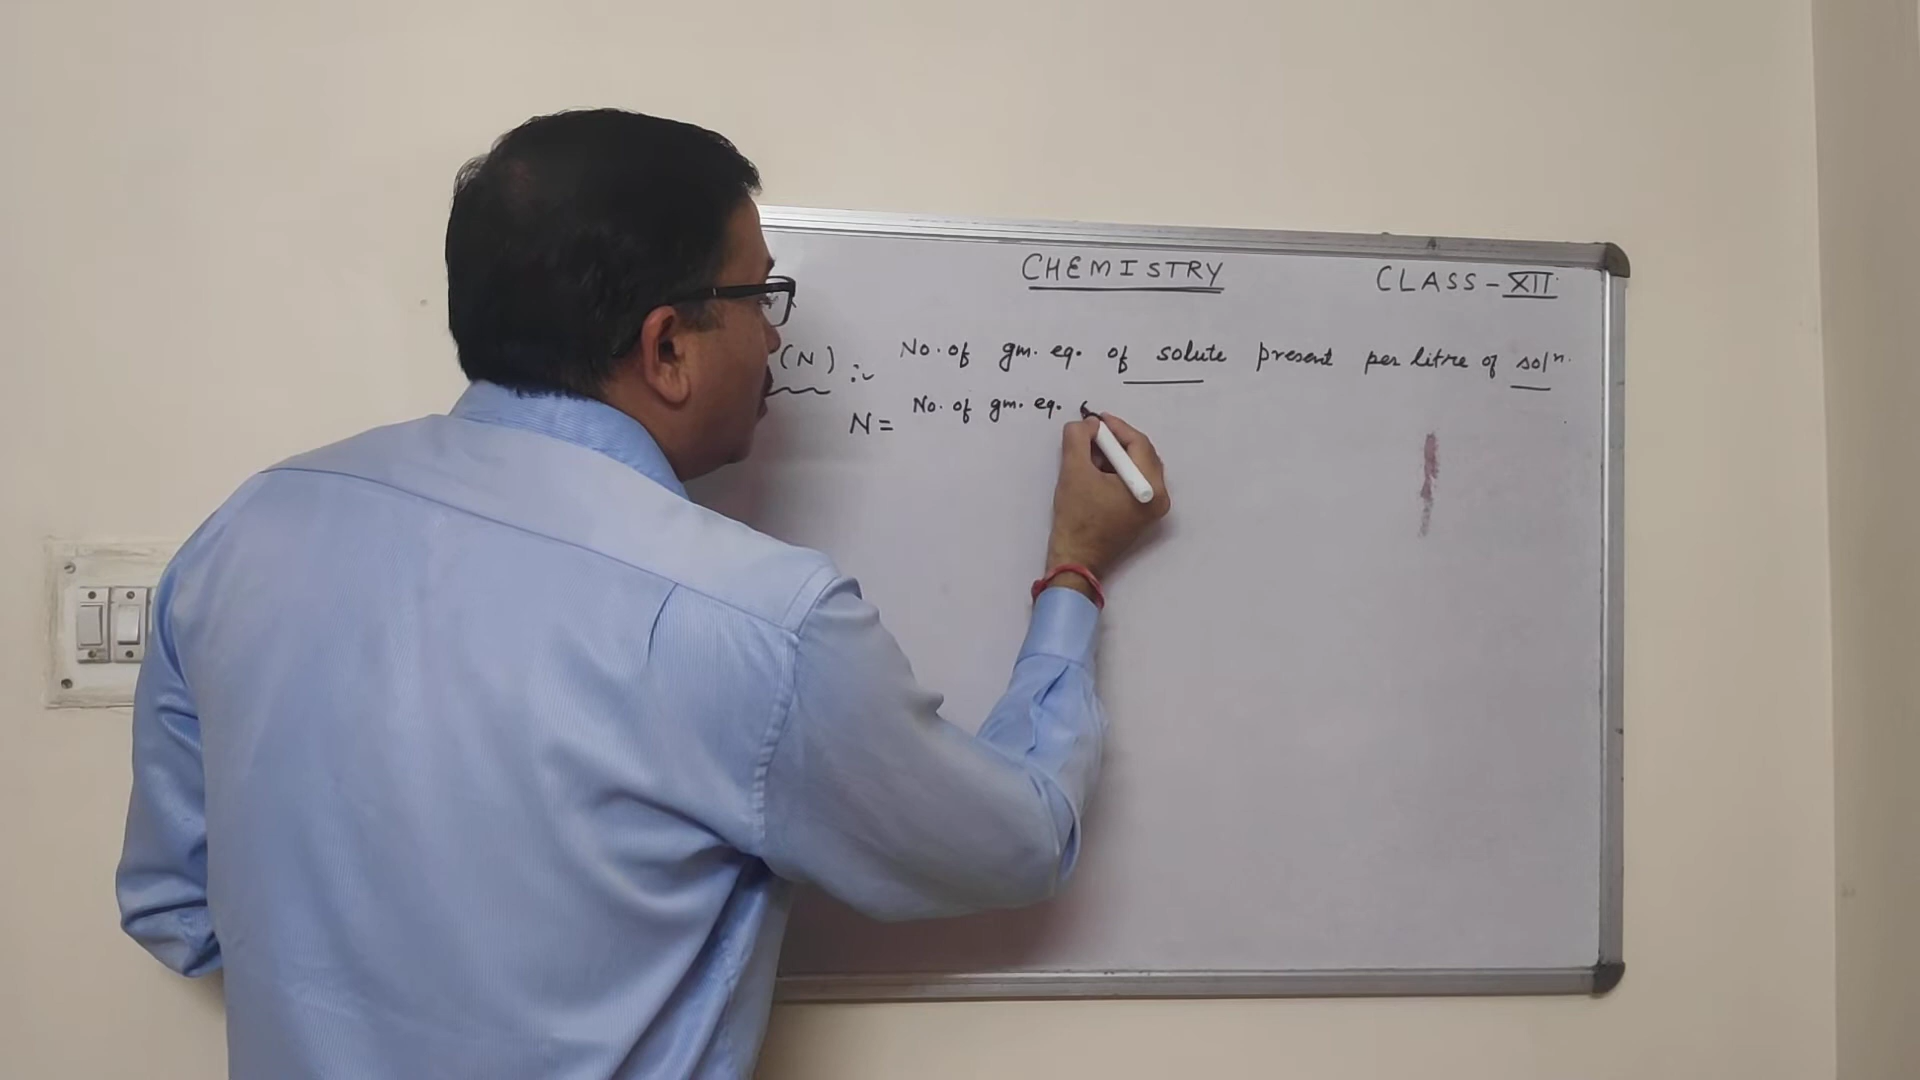 CHEMISTRY CLASS - XII
(N) :- No. of gm. eq. of solute present per litre of solⁿ.
N = No. of gm. eq.